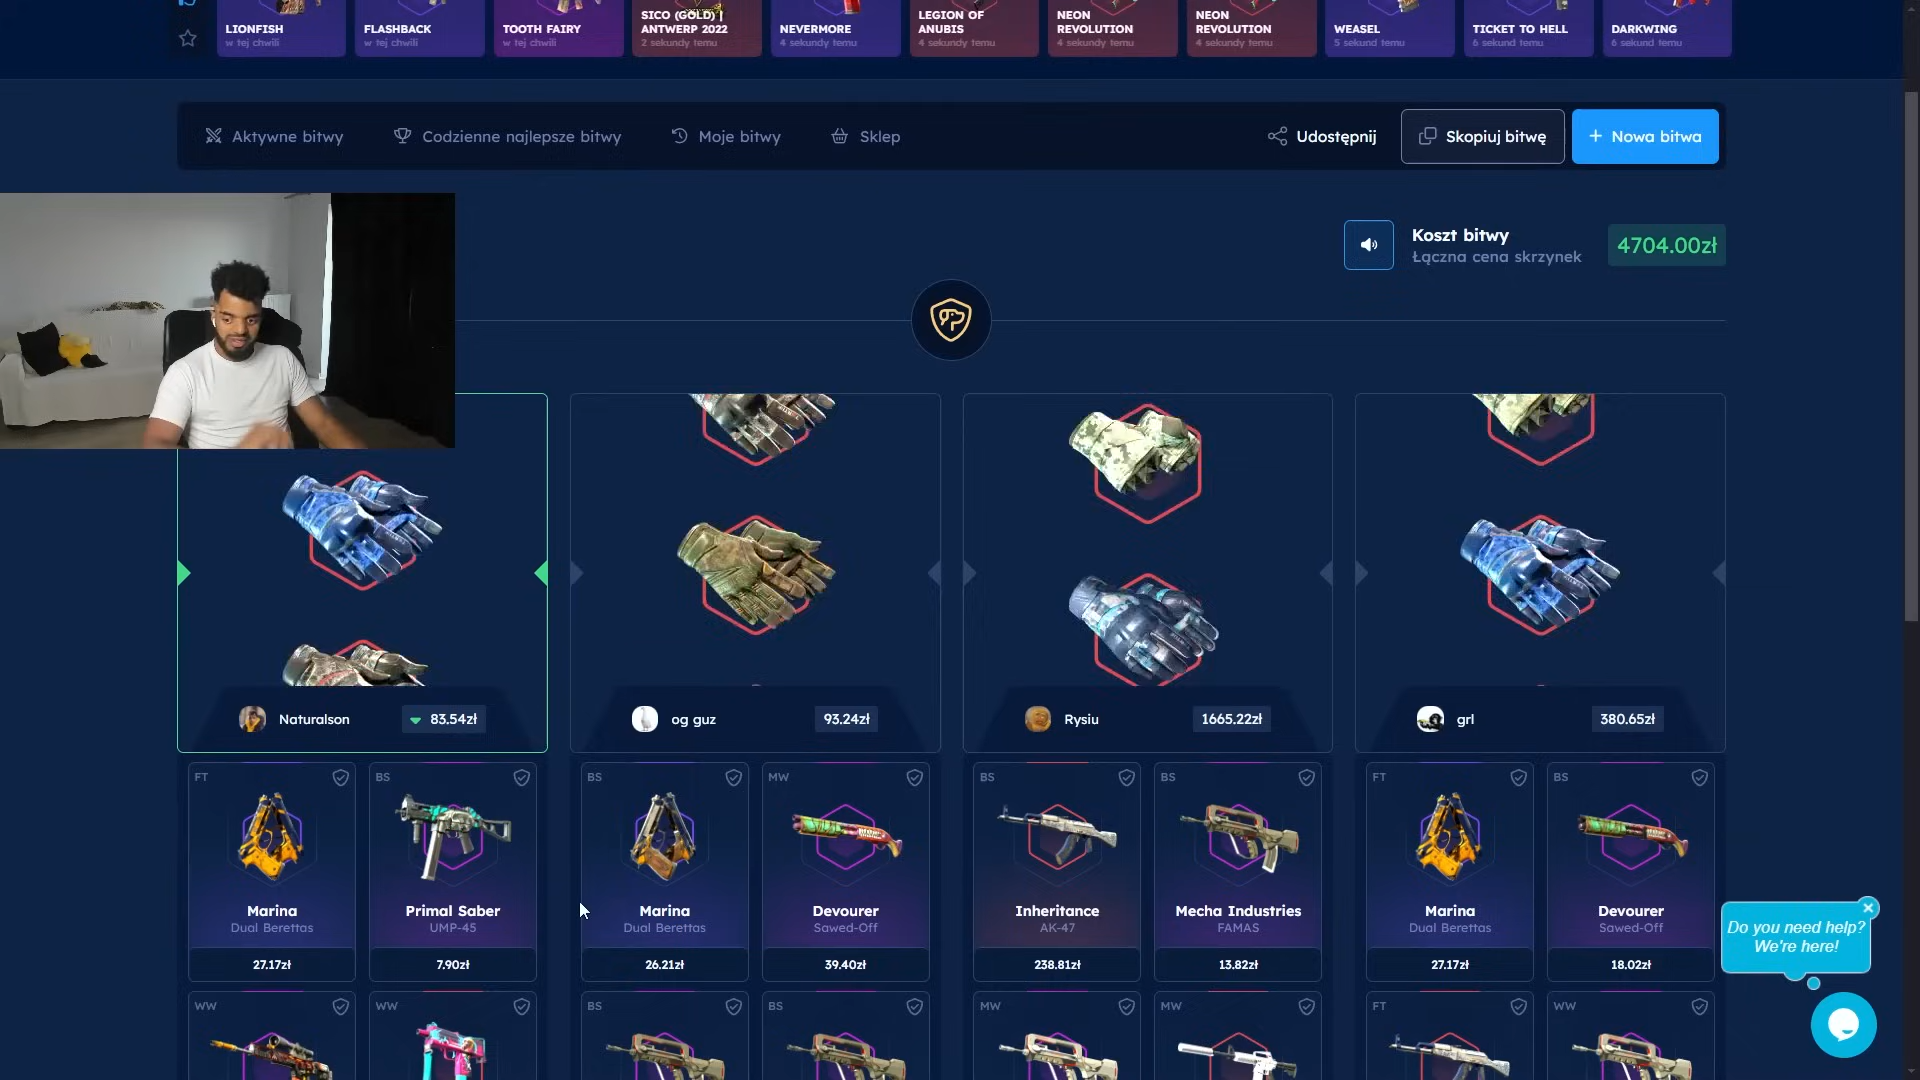 LIONFISH
w tej chwili
FLASHBACK
w tej chwili
TOOTH FAIRY
w tej chwili
SICO (GOLD) |
ANTWERP 2022
2 sekundy temu
NEVERMORE
4 sekundy temu
LEGION OF
ANUBIS
4 sekundy temu
NEON
REVOLUTION
4 sekundy temu
NEON
REVOLUTION
4 sekundy temu
WEASEL
5 sekund temu
TICKET TO HELL
6 sekund temu
DARKWING
6 sekund temu
Aktywne bitwy
Codzienne najlepsze bitwy
Moje bitwy
Sklep
Udostępnij
Skopiuj bitwę
+ Nowa bitwa
Koszt bitwy
Łączna cena skrzynek
4704.00zł
Naturalson
83.54zł
og guz
93.24zł
Rysiu
1665.22zł
grl
380.65zł
FT
Marina
Dual Berettas
27.17zł
BS
Primal Saber
UMP-45
7.90zł
BS
Marina
Dual Berettas
26.21zł
MW
Devourer
Sawed-Off
39.40zł
BS
Inheritance
AK-47
238.81zł
BS
Mecha Industries
FAMAS
13.82zł
FT
Marina
Dual Berettas
27.17zł
BS
Devourer
Sawed-Off
18.02zł
WW
WW
BS
BS
MW
MW
FT
WW
Do you need help?
We're here!